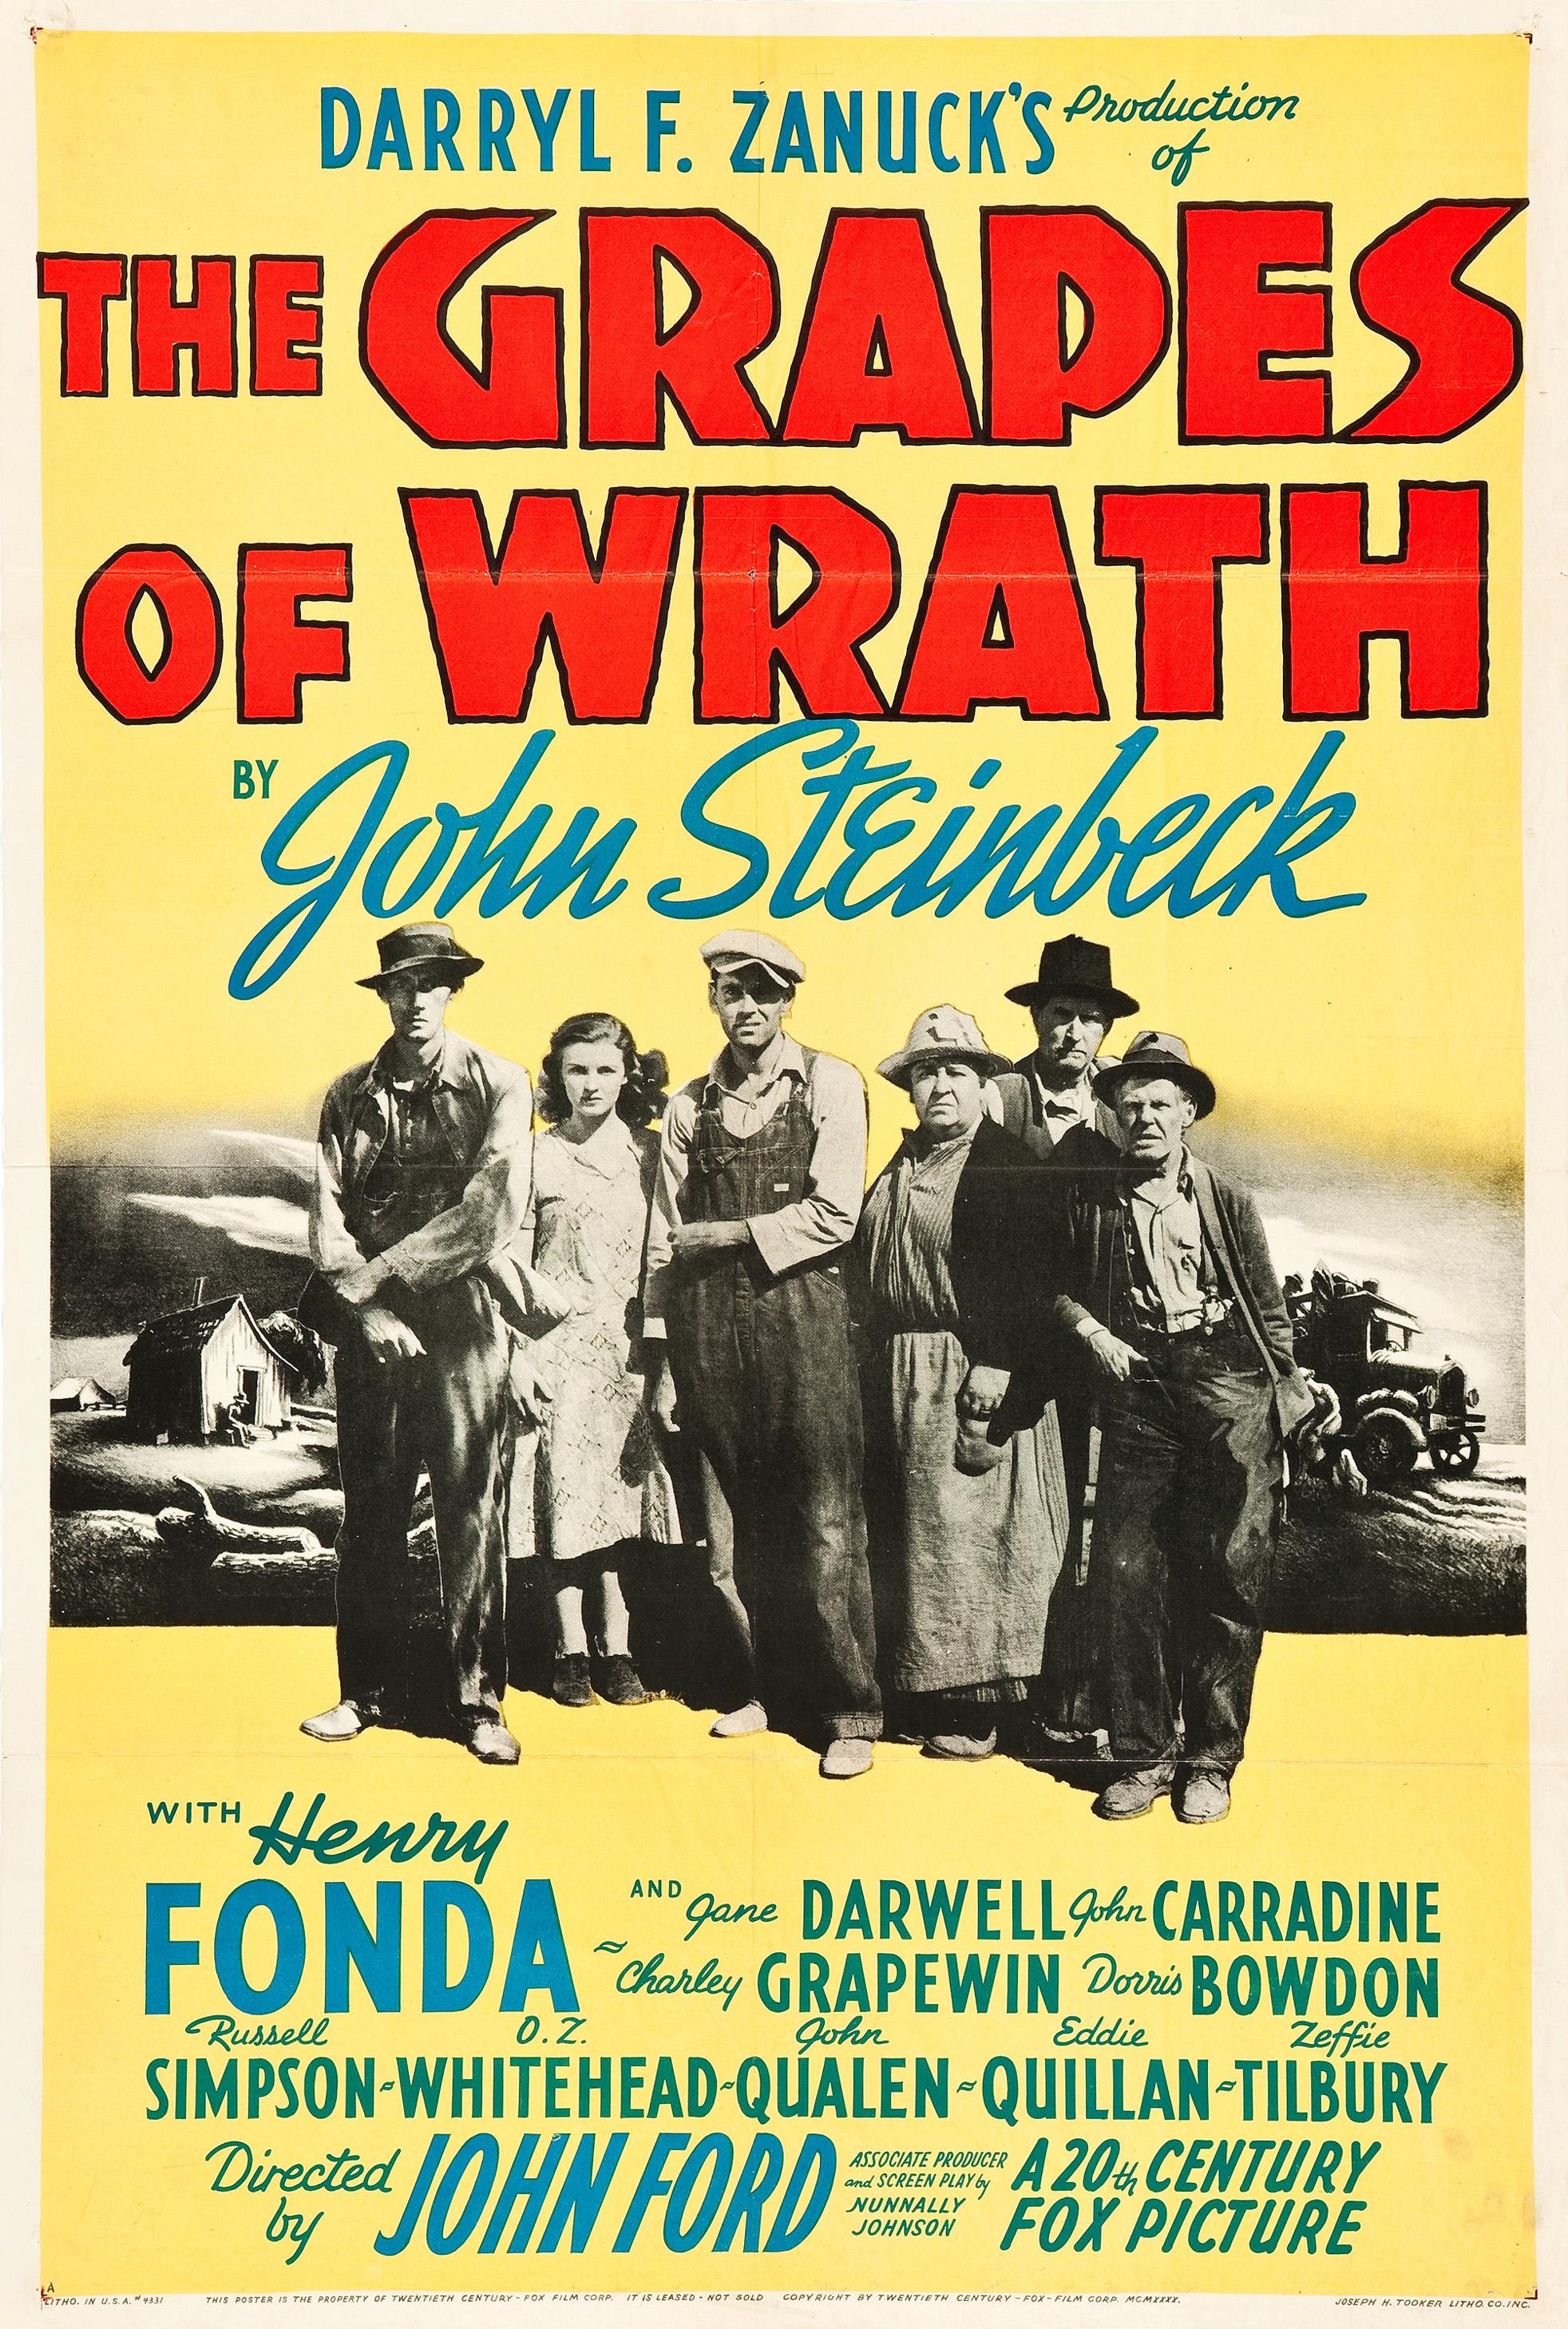 DARRYL F. ZANUCK'S Production of
THE GRAPES
OF WRATH
BY John Steinbeck
WITH Henry
FONDA
AND Jane DARWELL John CARRADINE
~Charley GRAPEWIN Dorris BOWDON
Russell O.Z. John Eddie Zeffie
SIMPSON~WHITEHEAD~QUALEN~QUILLAN~TILBURY
Directed by JOHN FORD
ASSOCIATE PRODUCER
and SCREEN PLAY by
NUNNALLY
JOHNSON
A 20th CENTURY
FOX PICTURE
A
LITHO. IN U.S.A. #4331 THIS POSTER IS THE PROPERTY OF TWENTIETH CENTURY-FOX FILM CORP. IT IS LEASED - NOT SOLD COPYRIGHT BY TWENTIETH CENTURY-FOX-FILM CORP. MCMXXXX. JOSEPH H. TOOKER LITHO. CO. INC.